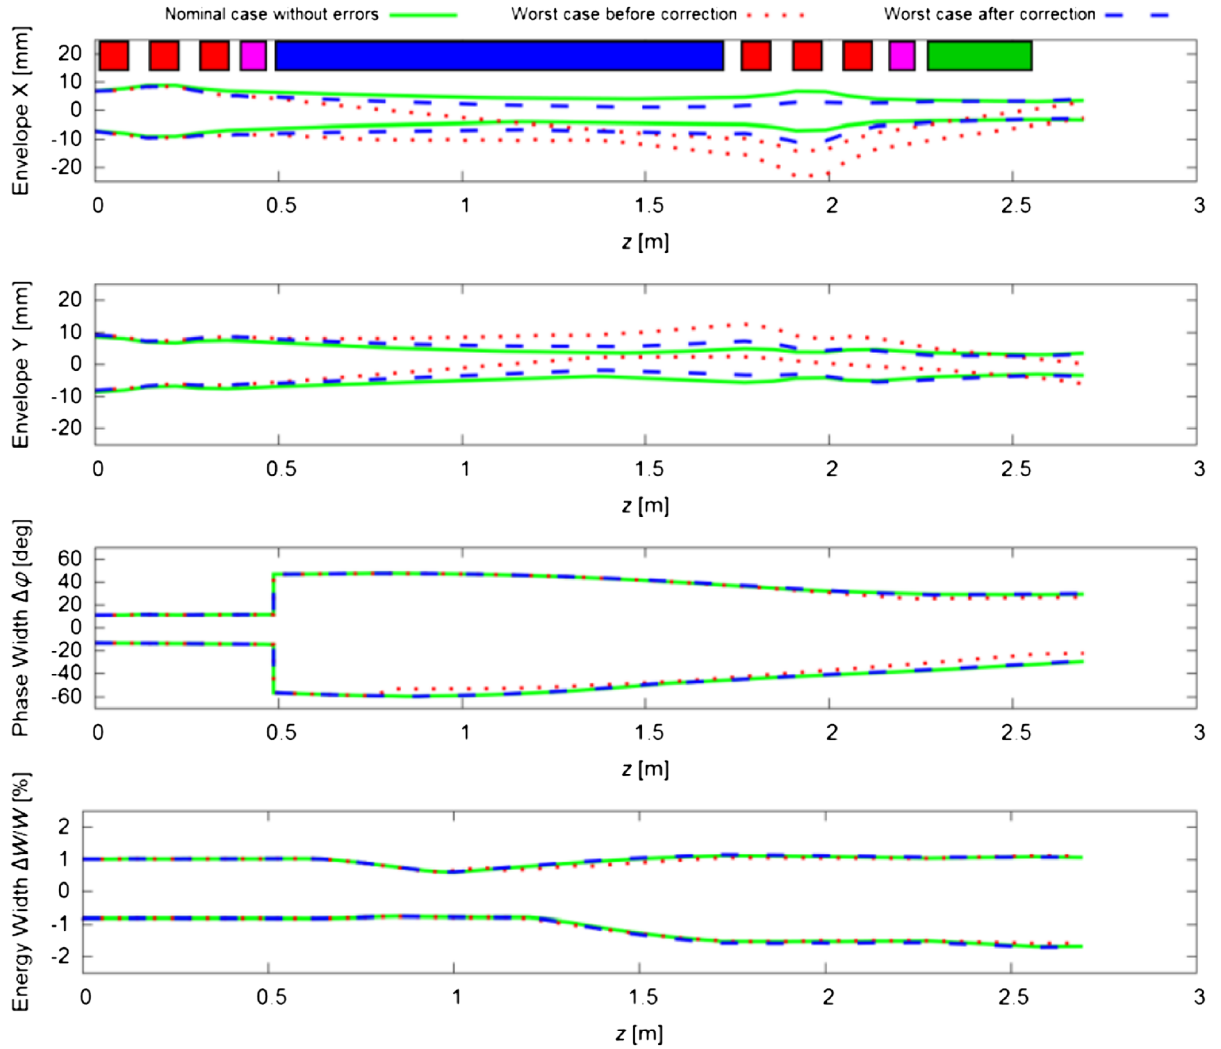 Nominal case without errors Worst case before correction Worst case after correction
Envelope X [mm]
20
10
0
-10
-20
0 0.5 1 1.5 2 2.5 3
z [m]
Envelope Y [mm]
20
10
0
-10
-20
0 0.5 1 1.5 2 2.5 3
z [m]
Phase Width Δφ [deg]
60
40
20
0
-20
-40
-60
0 0.5 1 1.5 2 2.5 3
z [m]
Energy Width ΔW/W [%]
2
1
0
-1
-2
0 0.5 1 1.5 2 2.5 3
z [m]